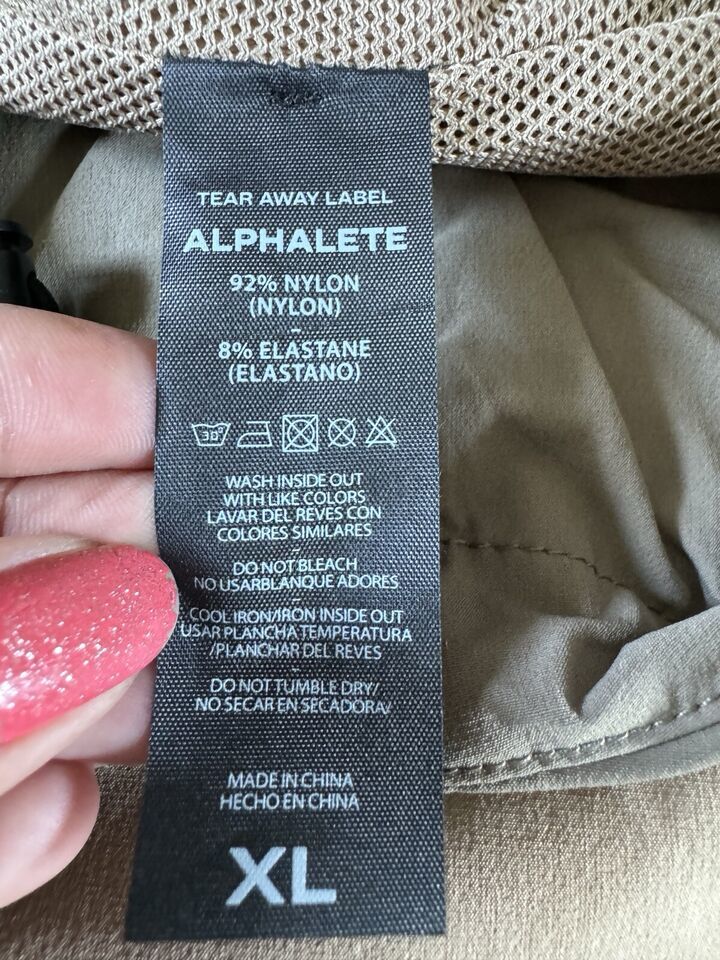 TEAR AWAY LABEL
ALPHALETE
92% NYLON
(NYLON)
-
8% ELASTANE
(ELASTANO)
30°
WASH INSIDE OUT
WITH LIKE COLORS
LAVAR DEL REVES CON
COLORES SIMILARES
-
DO NOT BLEACH
NO USARBLANQUE ADORES
-
COOL IRON/IRON INSIDE OUT
USAR PLANCHA TEMPERATURA
/PLANCHAR DEL REVES
-
DO NOT TUMBLE DRY/
NO SECAR EN SECADORA/
MADE IN CHINA
HECHO EN CHINA
XL